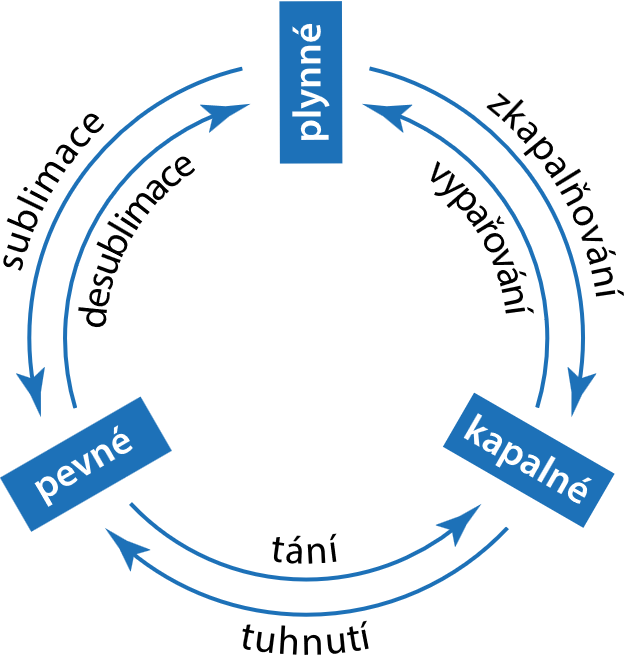 plynné
sublimace
desublimace
zkapalňování
vypařování
pevné
kapalné
tání
tuhnutí